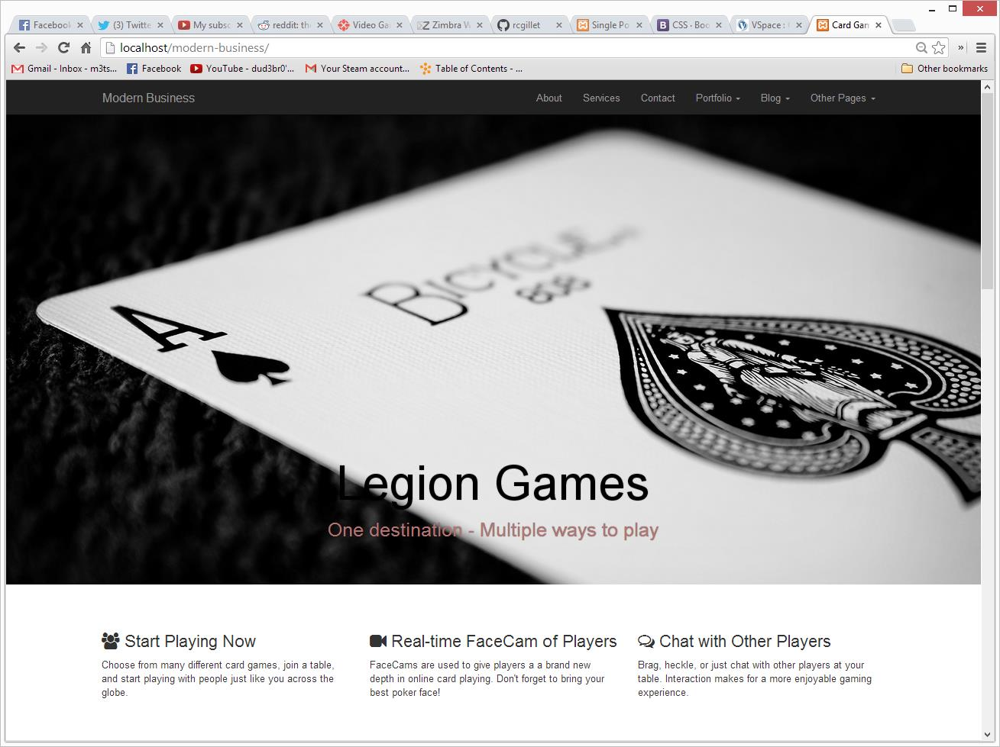 Facebook
(3) Twitte
My subsc
reddit: th
Video Ga
Zimbra W
rcgillet
Single Po
CSS · Boo
VSpace :
Card Gan
localhost/modern-business/
Gmail - Inbox - m3ts...
Facebook
YouTube - dud3br0'...
Your Steam account...
Table of Contents - ...
»
Other bookmarks
Modern Business
About
Services
Contact
Portfolio
Blog
Other Pages
A
BICYCLE
808
Legion Games
One destination - Multiple ways to play
Start Playing Now
Choose from many different card games, join a table,
and start playing with people just like you across the
globe.
Real-time FaceCam of Players
FaceCams are used to give players a a brand new
depth in online card playing. Don't forget to bring your
best poker face!
Chat with Other Players
Brag, heckle, or just chat with other players at your
table. Interaction makes for a more enjoyable gaming
experience.